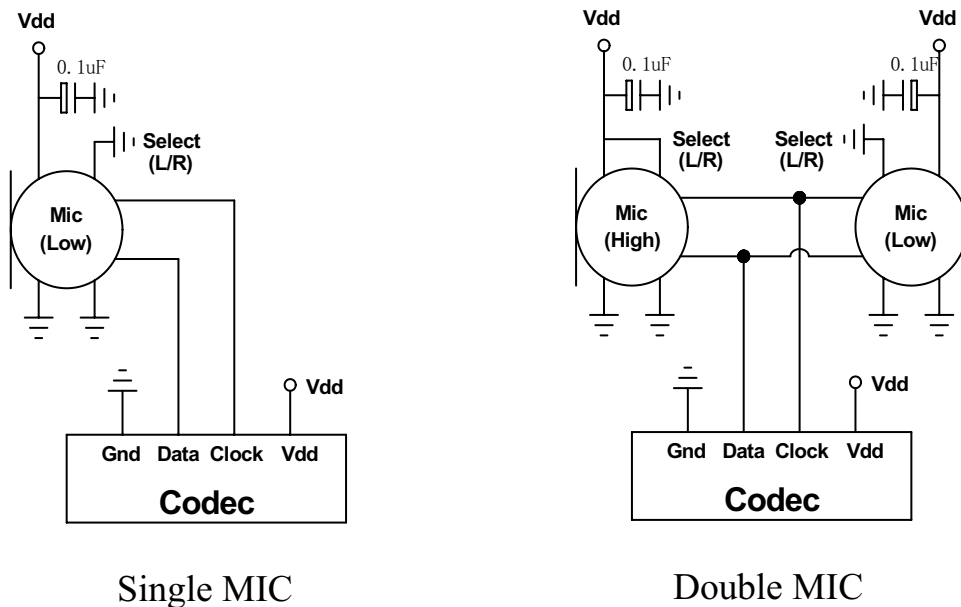 Vdd
0.1uF
Select
(L/R)
Mic
(Low)
Vdd
Gnd Data Clock Vdd
Codec
Single MIC
Vdd
Vdd
0.1uF
0.1uF
Select
(L/R)
Select
(L/R)
Mic
(High)
Mic
(Low)
Vdd
Gnd Data Clock Vdd
Codec
Double MIC